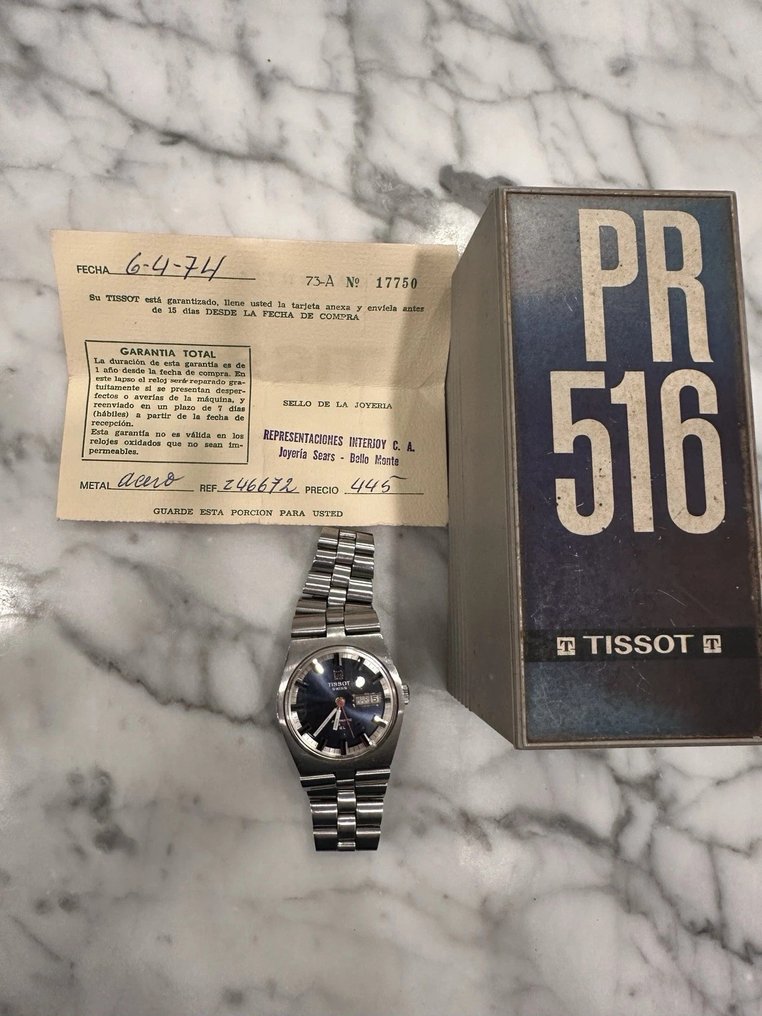 FECHA 6-4-74
73-A Nº 17750
Su TISSOT está garantizado, llene usted la tarjeta anexa y enviela antes
de 15 días DESDE LA FECHA DE COMPRA
GARANTIA TOTAL
La duración de esta garantía es de
1 año desde la fecha de compra. En
este lapso el reloj será reparado gra-
tuitamente si se presentan desper-
fectos o averías de la máquina, y
reenviado en un plazo de 7 días
(hábiles) a partir de la fecha de
recepción.
Esta garantía no es válida en los
relojes oxidados que no sean im-
permeables.
SELLO DE LA JOYERIA
REPRESENTACIONES INTERJOY C. A.
Joyería Sears - Bello Monte
METAL acero REF. 246672 PRECIO 445
GUARDE ESTA PORCION PARA USTED
PR
516
T TISSOT T
TISSOT